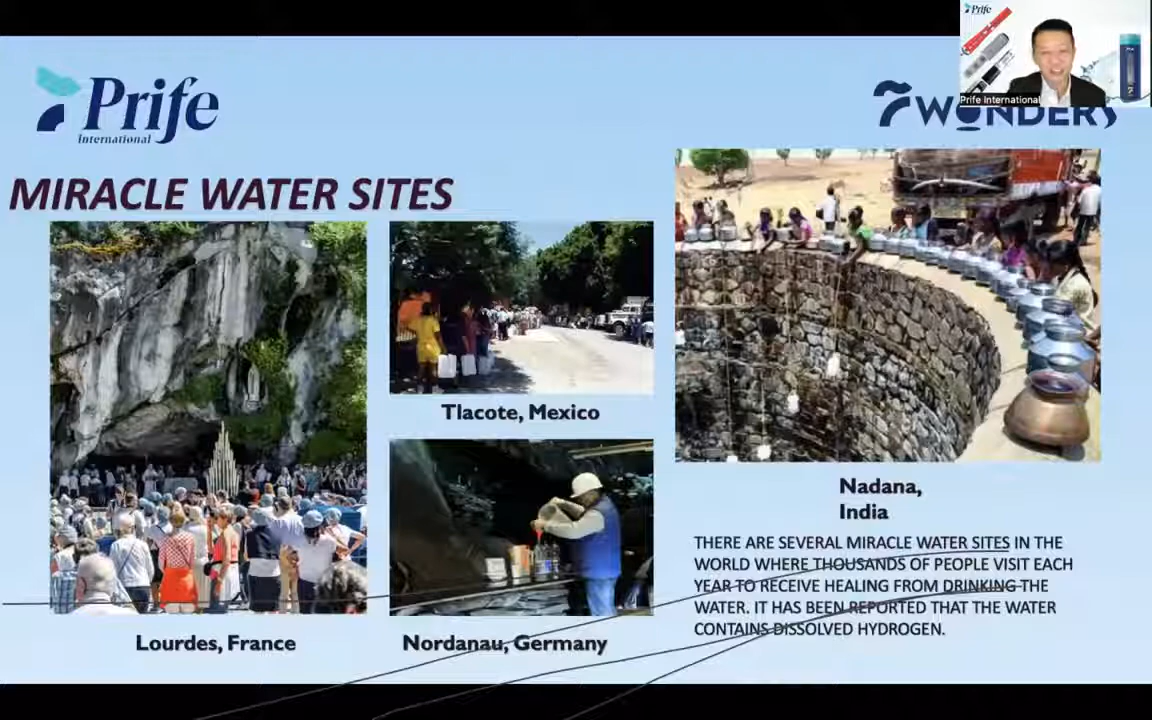 Prife
Prife International
Prife
International
7WONDERS
MIRACLE WATER SITES
Tlacote, Mexico
Nadana,
India
THERE ARE SEVERAL MIRACLE WATER SITES IN THE
WORLD WHERE THOUSANDS OF PEOPLE VISIT EACH
YEAR TO RECEIVE HEALING FROM DRINKING THE
WATER. IT HAS BEEN REPORTED THAT THE WATER
CONTAINS DISSOLVED HYDROGEN.
Lourdes, France
Nordanau, Germany